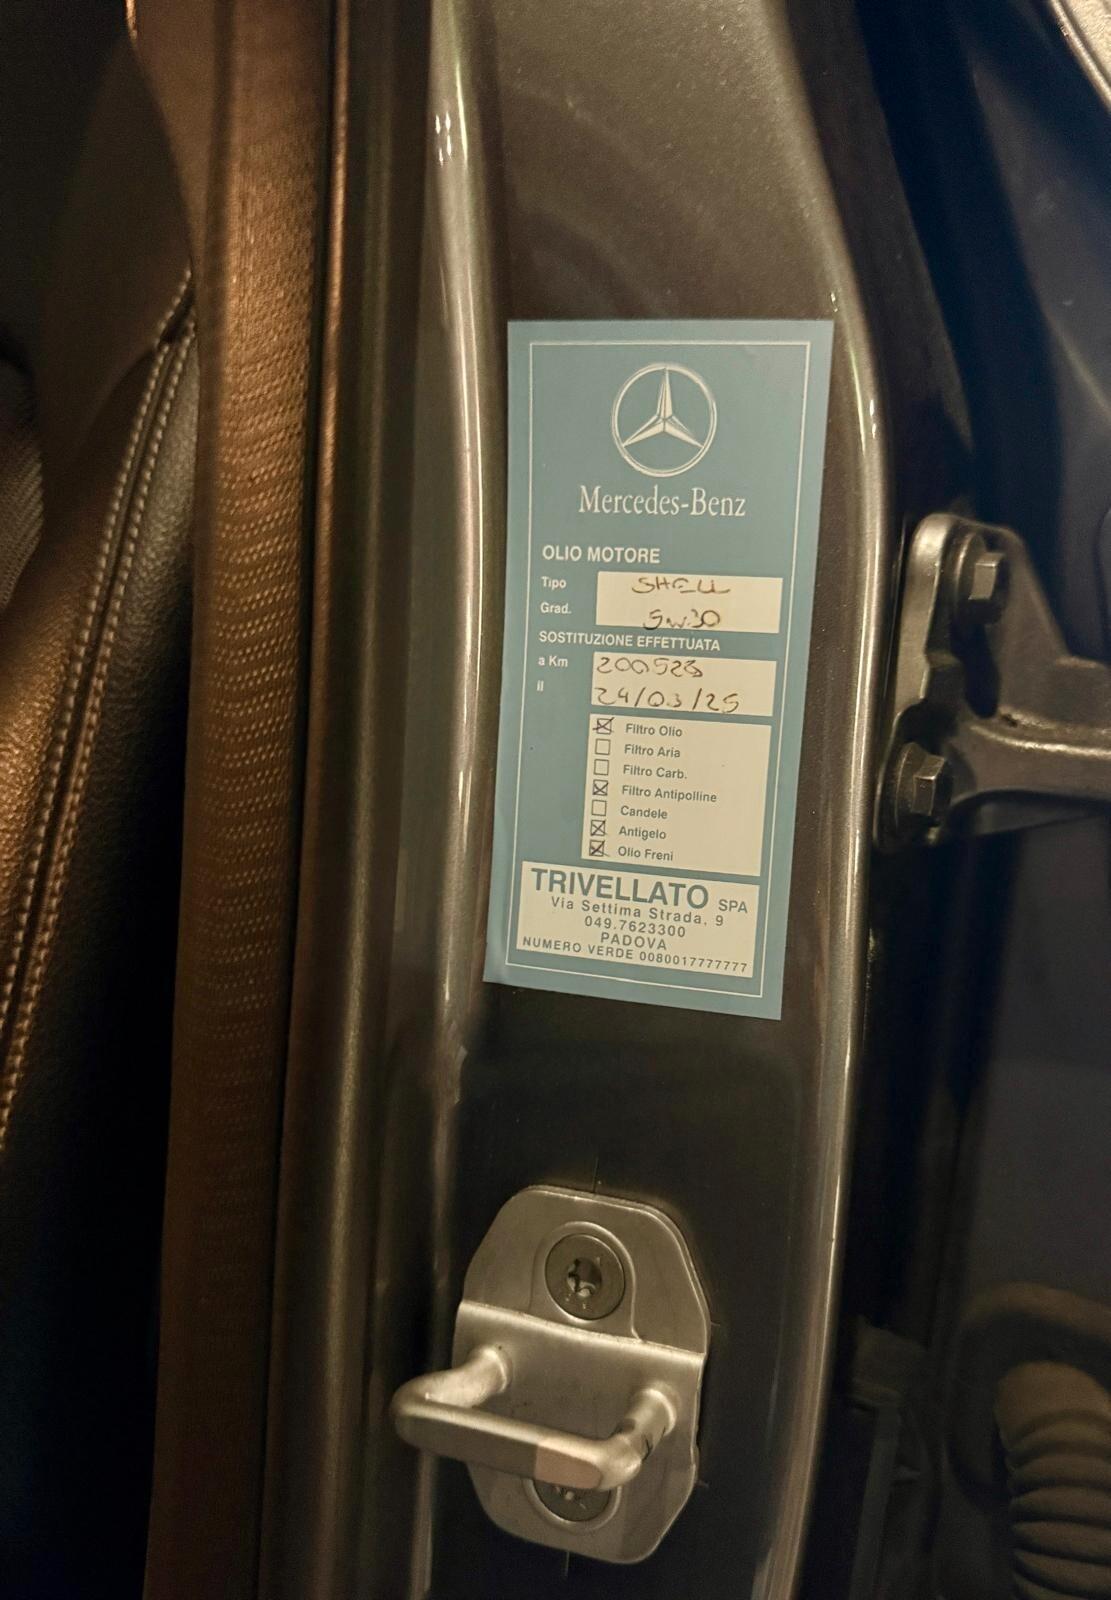 Mercedes-Benz
OLIO MOTORE
Tipo SHELL
Grad. 5W30
SOSTITUZIONE EFFETTUATA
a Km 200528
il 24/03/25
Filtro Olio
Filtro Aria
Filtro Carb.
Filtro Antipolline
Candele
Antigelo
Olio Freni
TRIVELLATO SPA
Via Settima Strada, 9
049.7623300
PADOVA
NUMERO VERDE 0080017777777